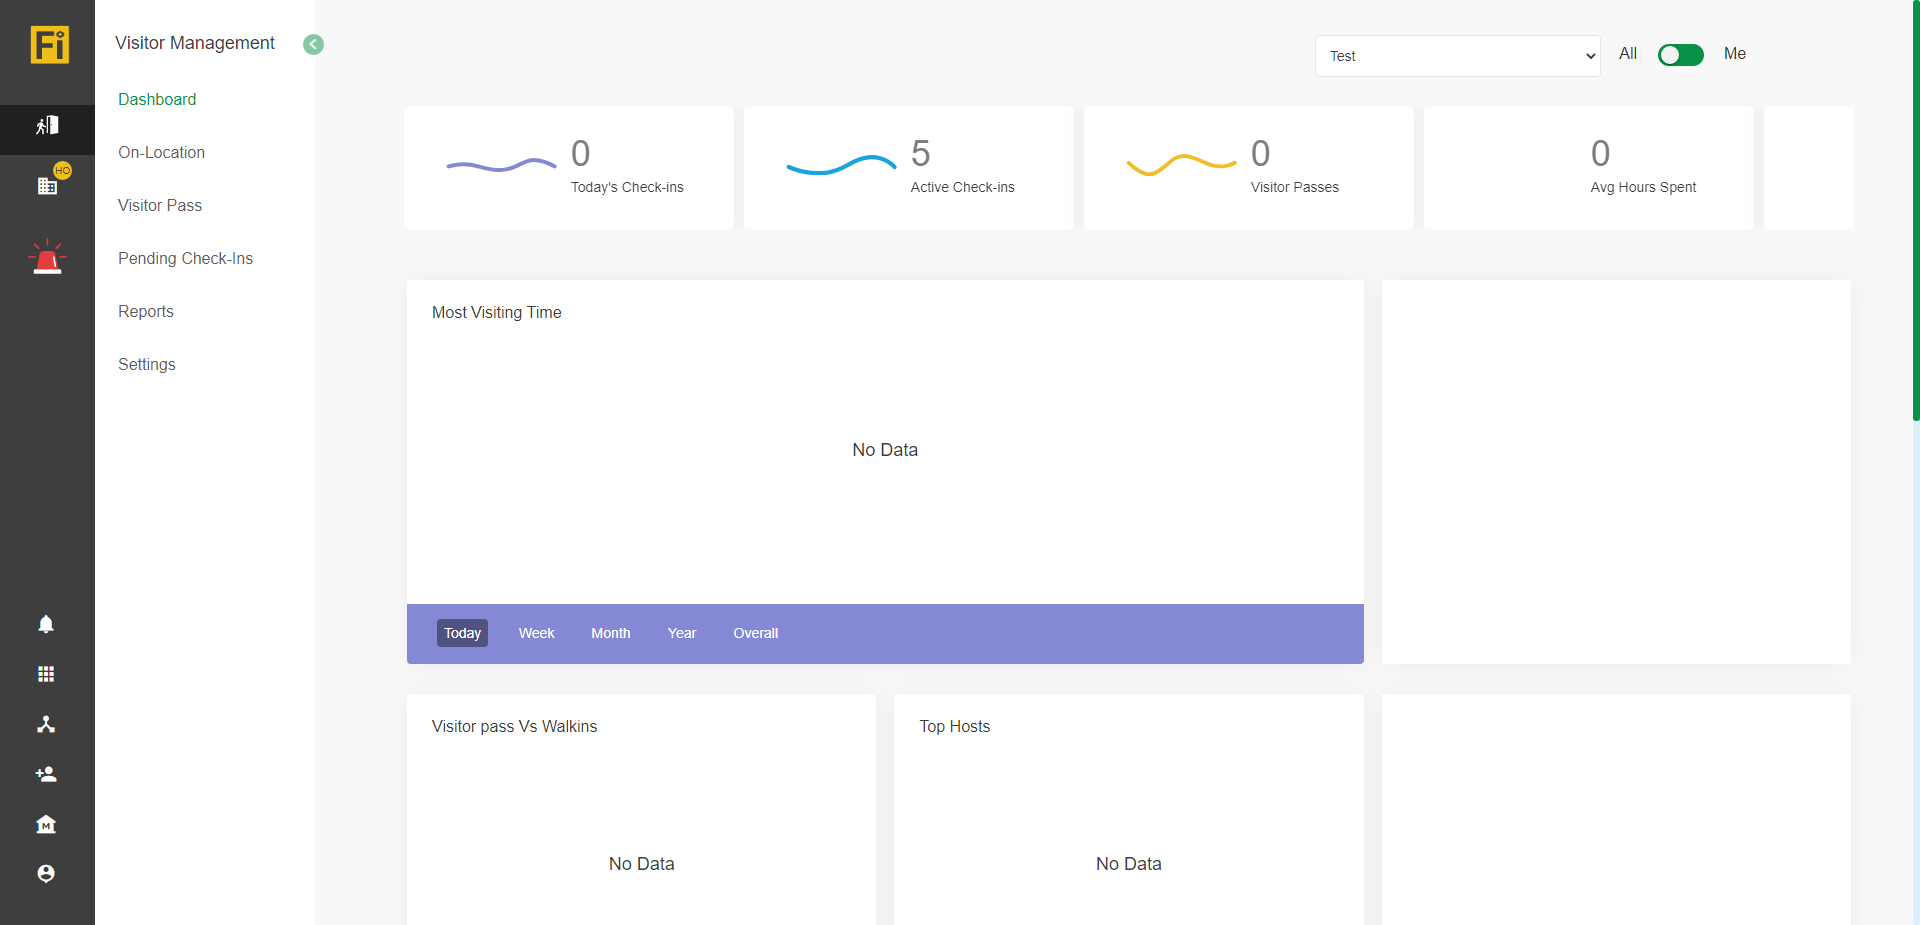 Fi
Visitor Management
Test
All
Me
Dashboard
HO
On-Location
Visitor Pass
Pending Check-Ins
Reports
Settings
0
Today's Check-ins
5
Active Check-ins
0
Visitor Passes
0
Avg Hours Spent
Most Visiting Time
No Data
Today Week Month Year Overall
Visitor pass Vs Walkins
No Data
Top Hosts
No Data
M